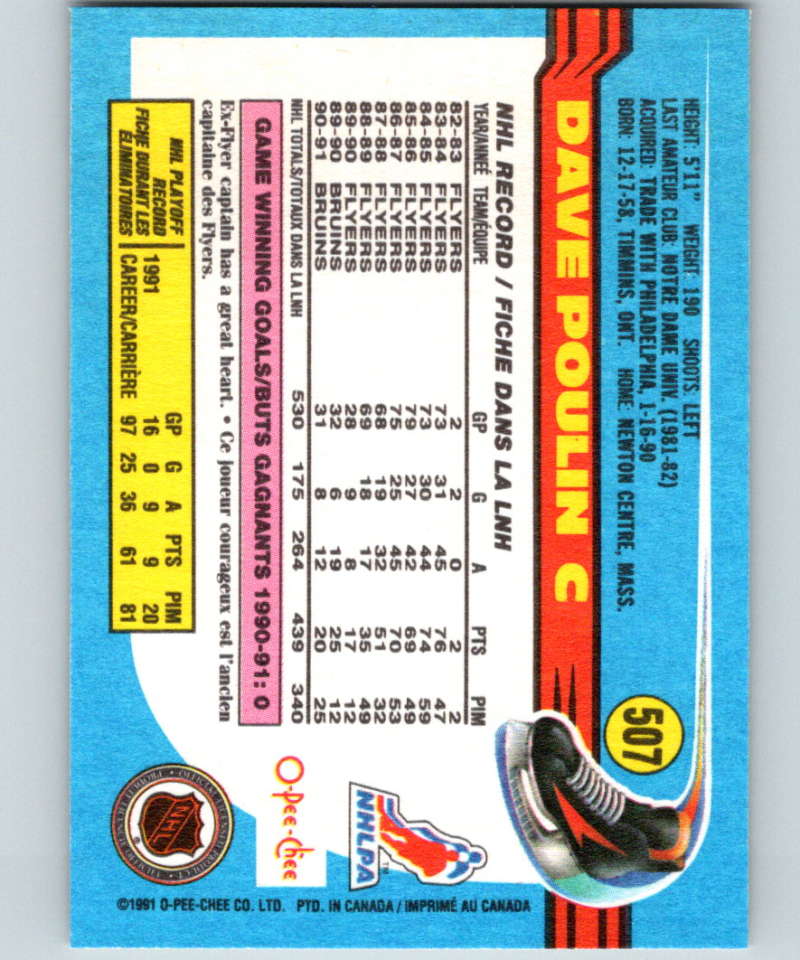 507
DAVE POULIN C
HEIGHT: 5'11" WEIGHT: 190 SHOOTS: LEFT
LAST AMATEUR CLUB: NOTRE DAME UNIV. (1981-82)
ACQUIRED: TRADE WITH PHILADELPHIA, 1-16-90
BORN: 12-17-58, TIMMINS, ONT. HOME: NEWTON CENTRE, MASS.
NHL RECORD / FICHE DANS LA LNH
YEAR/ANNÉE TEAM/ÉQUIPE GP G A PTS PIM
82-83 FLYERS 2 2 0 2 2
83-84 FLYERS 73 31 45 76 47
84-85 FLYERS 73 30 44 74 59
85-86 FLYERS 79 27 42 69 49
86-87 FLYERS 75 25 45 70 53
87-88 FLYERS 68 19 32 51 32
88-89 FLYERS 69 18 17 35 49
89-90 FLYERS 28 9 8 17 12
89-90 BRUINS 32 6 19 25 12
90-91 BRUINS 31 8 12 20 25
NHL TOTALS/TOTAUX DANS LA LNH 530 175 264 439 340
GAME WINNING GOALS/BUTS GAGNANTS 1990-91: 0
Ex-Flyer captain has a great heart. • Ce joueur courageux est l'ancien
capitaine des Flyers.
NHL PLAYOFF
RECORD
FICHE DURANT LES
ÉLIMINATOIRES
GP G A PTS PIM
1991 16 0 9 9 20
CAREER/CARRIÈRE 97 25 36 61 81
NHLPA
TM
O-Pee-Chee
NHL
©1991 O-PEE-CHEE CO. LTD. PTD. IN CANADA / IMPRIMÉ AU CANADA